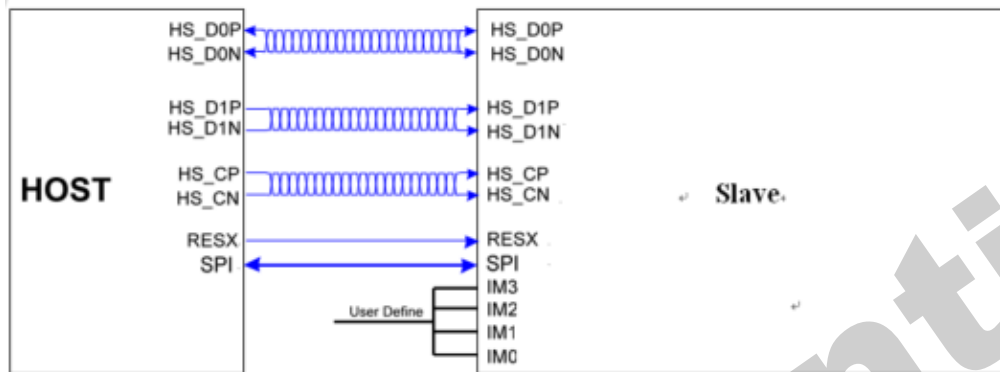 HS_D0P
HS_D0N
HS_D1P
HS_D1N
HS_CP
HS_CN
HOST
RESX
SPI
User Define
HS_D0P
HS_D0N
HS_D1P
HS_D1N
HS_CP
HS_CN
Slave
RESX
SPI
IM3
IM2
IM1
IM0